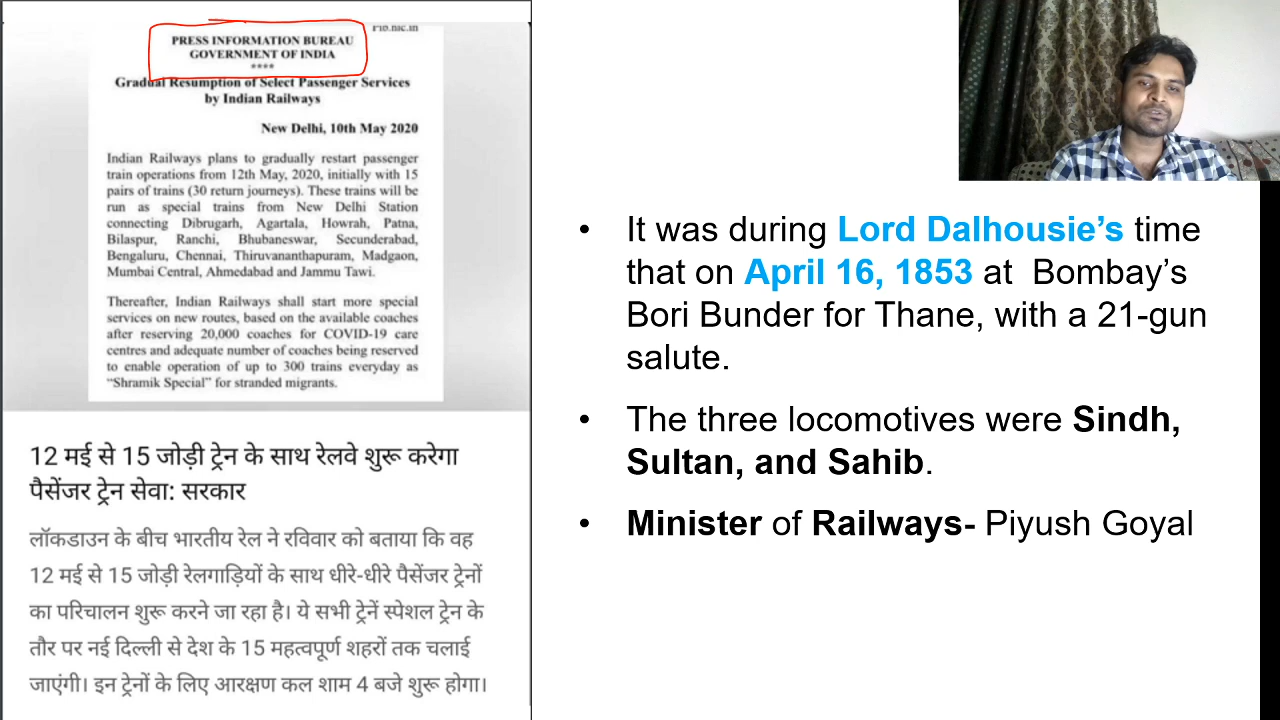 PIB.nic.in
PRESS INFORMATION BUREAU
GOVERNMENT OF INDIA
****
Gradual Resumption of Select Passenger Services
by Indian Railways
New Delhi, 10th May 2020
Indian Railways plans to gradually restart passenger
train operations from 12th May, 2020, initially with 15
pairs of trains (30 return journeys). These trains will be
run as special trains from New Delhi Station
connecting Dibrugarh, Agartala, Howrah, Patna,
Bilaspur, Ranchi, Bhubaneswar, Secunderabad,
Bengaluru, Chennai, Thiruvananthapuram, Madgaon,
Mumbai Central, Ahmedabad and Jammu Tawi.
Thereafter, Indian Railways shall start more special
services on new routes, based on the available coaches
after reserving 20,000 coaches for COVID-19 care
centres and adequate number of coaches being reserved
to enable operation of up to 300 trains everyday as
“Shramik Special” for stranded migrants.
12 मई से 15 जोड़ी ट्रेन के साथ रेलवे शुरू करेगा
पैसेंजर ट्रेन सेवा: सरकार
लॉकडाउन के बीच भारतीय रेल ने रविवार को बताया कि वह
12 मई से 15 जोड़ी रेलगाड़ियों के साथ धीरे-धीरे पैसेंजर ट्रेनों
का परिचालन शुरू करने जा रहा है। ये सभी ट्रेनें स्पेशल ट्रेन के
तौर पर नई दिल्ली से देश के 15 महत्वपूर्ण शहरों तक चलाई
जाएंगी। इन ट्रेनों के लिए आरक्षण कल शाम 4 बजे शुरू होगा।
• It was during Lord Dalhousie’s time
that on April 16, 1853 at Bombay’s
Bori Bunder for Thane, with a 21-gun
salute.
• The three locomotives were Sindh,
Sultan, and Sahib.
• Minister of Railways- Piyush Goyal